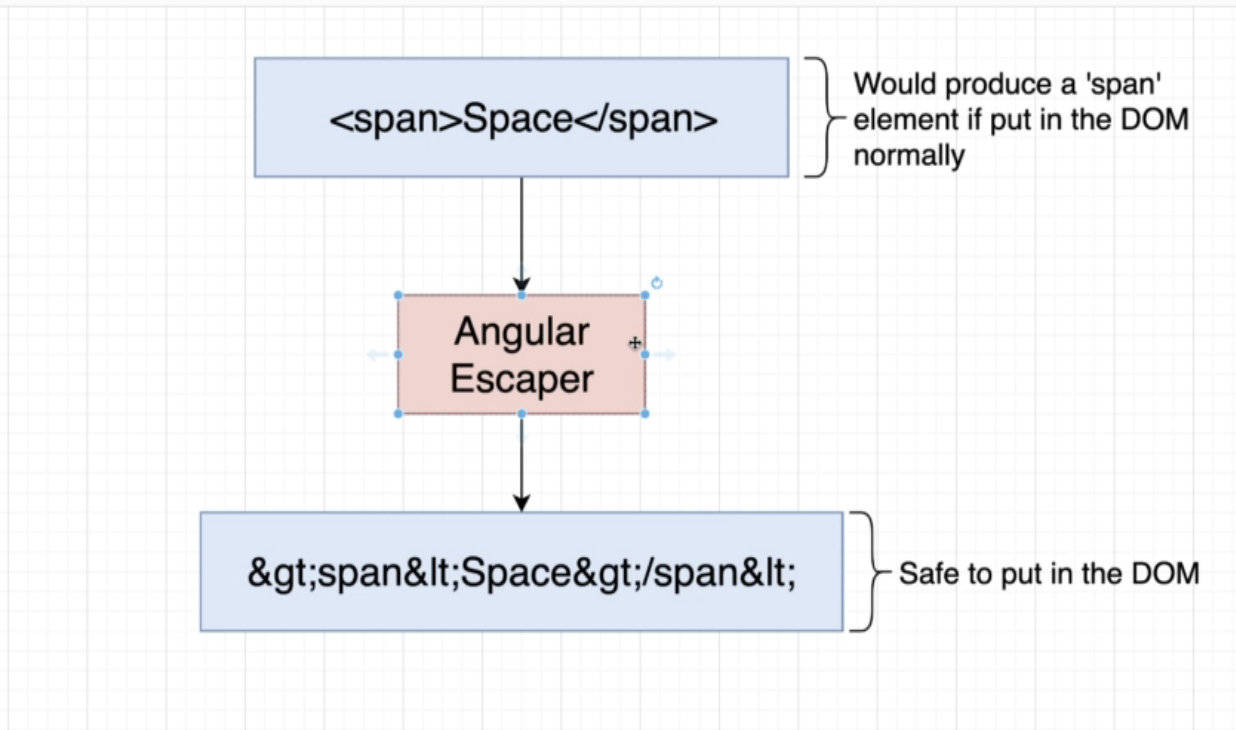 <span>Space</span>
Would produce a 'span'
element if put in the DOM
normally
Angular
Escaper
&gt;span&lt;Space&gt;/span&lt;
Safe to put in the DOM